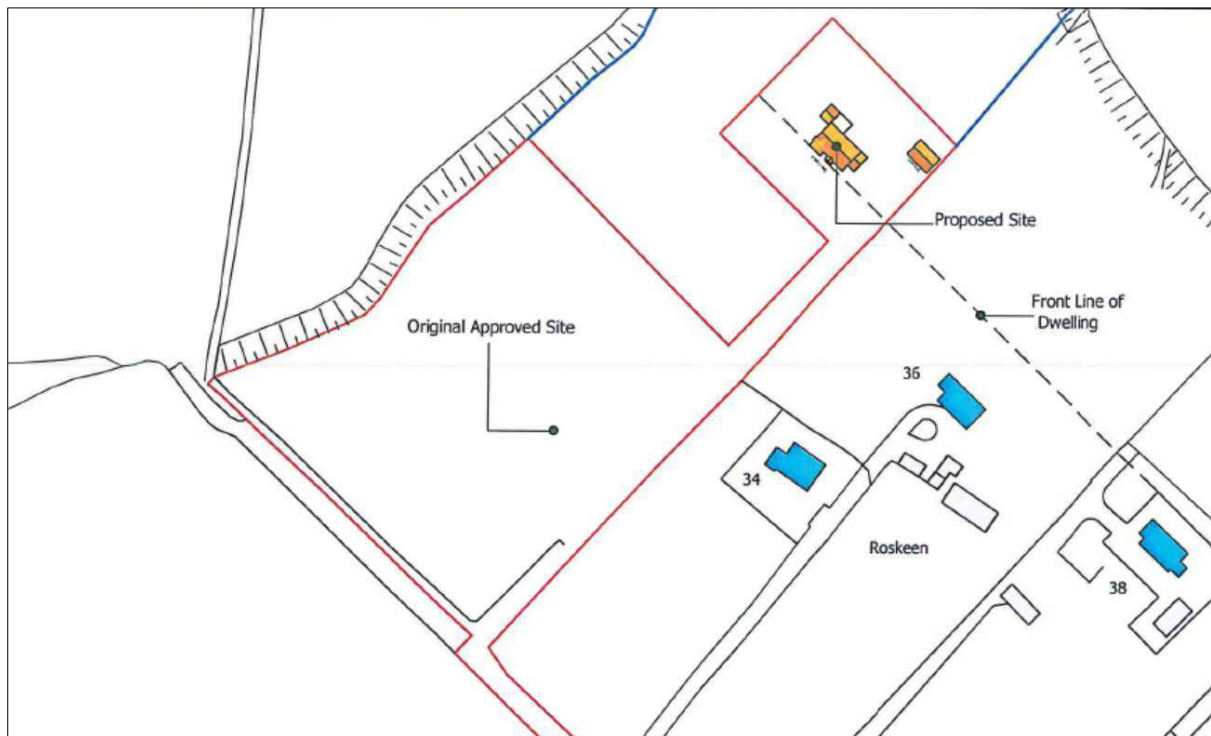 Proposed Site
Front Line of
Dwelling
Original Approved Site
36
34
Roskeen
38